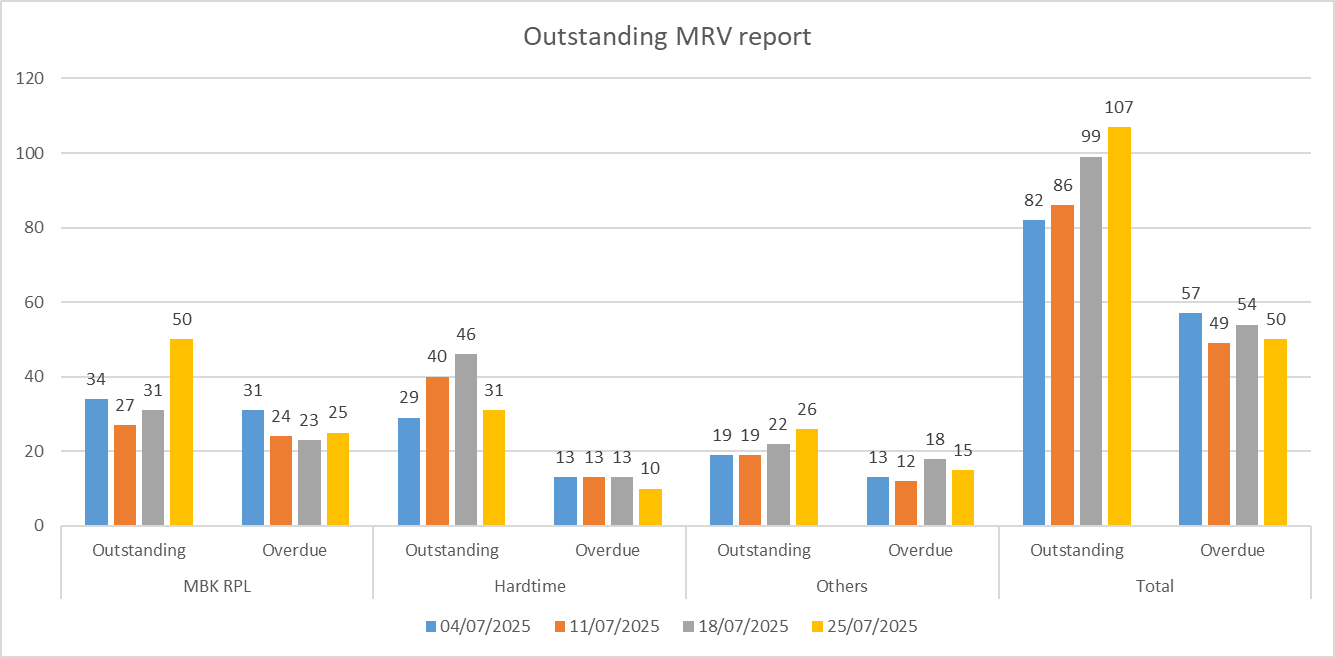 Outstanding MRV report
120
100
80
60
40
20
0
34 27 31 50 31 24 23 25 29 40 46 31 13 13 13 10 19 19 22 26 13 12 18 15 82 86 99 107 57 49 54 50
Outstanding Overdue Outstanding Overdue Outstanding Overdue Outstanding Overdue
MBK RPL Hardtime Others Total
04/07/2025 11/07/2025 18/07/2025 25/07/2025